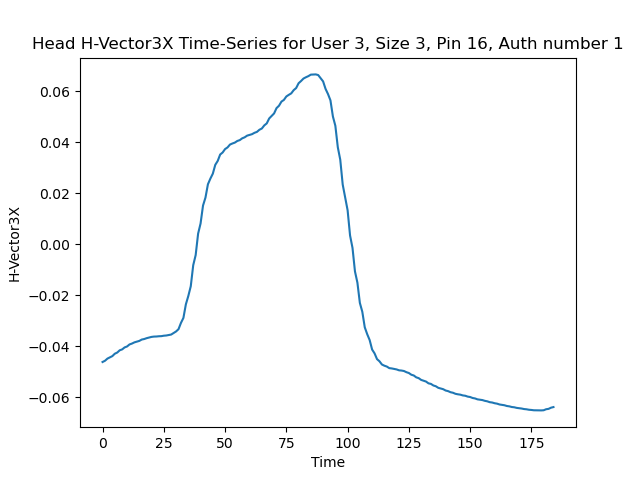 Head H-Vector3X Time-Series for User 3, Size 3, Pin 16, Auth number 1
H-Vector3X
0.06
0.04
0.02
0.00
−0.02
−0.04
−0.06
0 25 50 75 100 125 150 175
Time